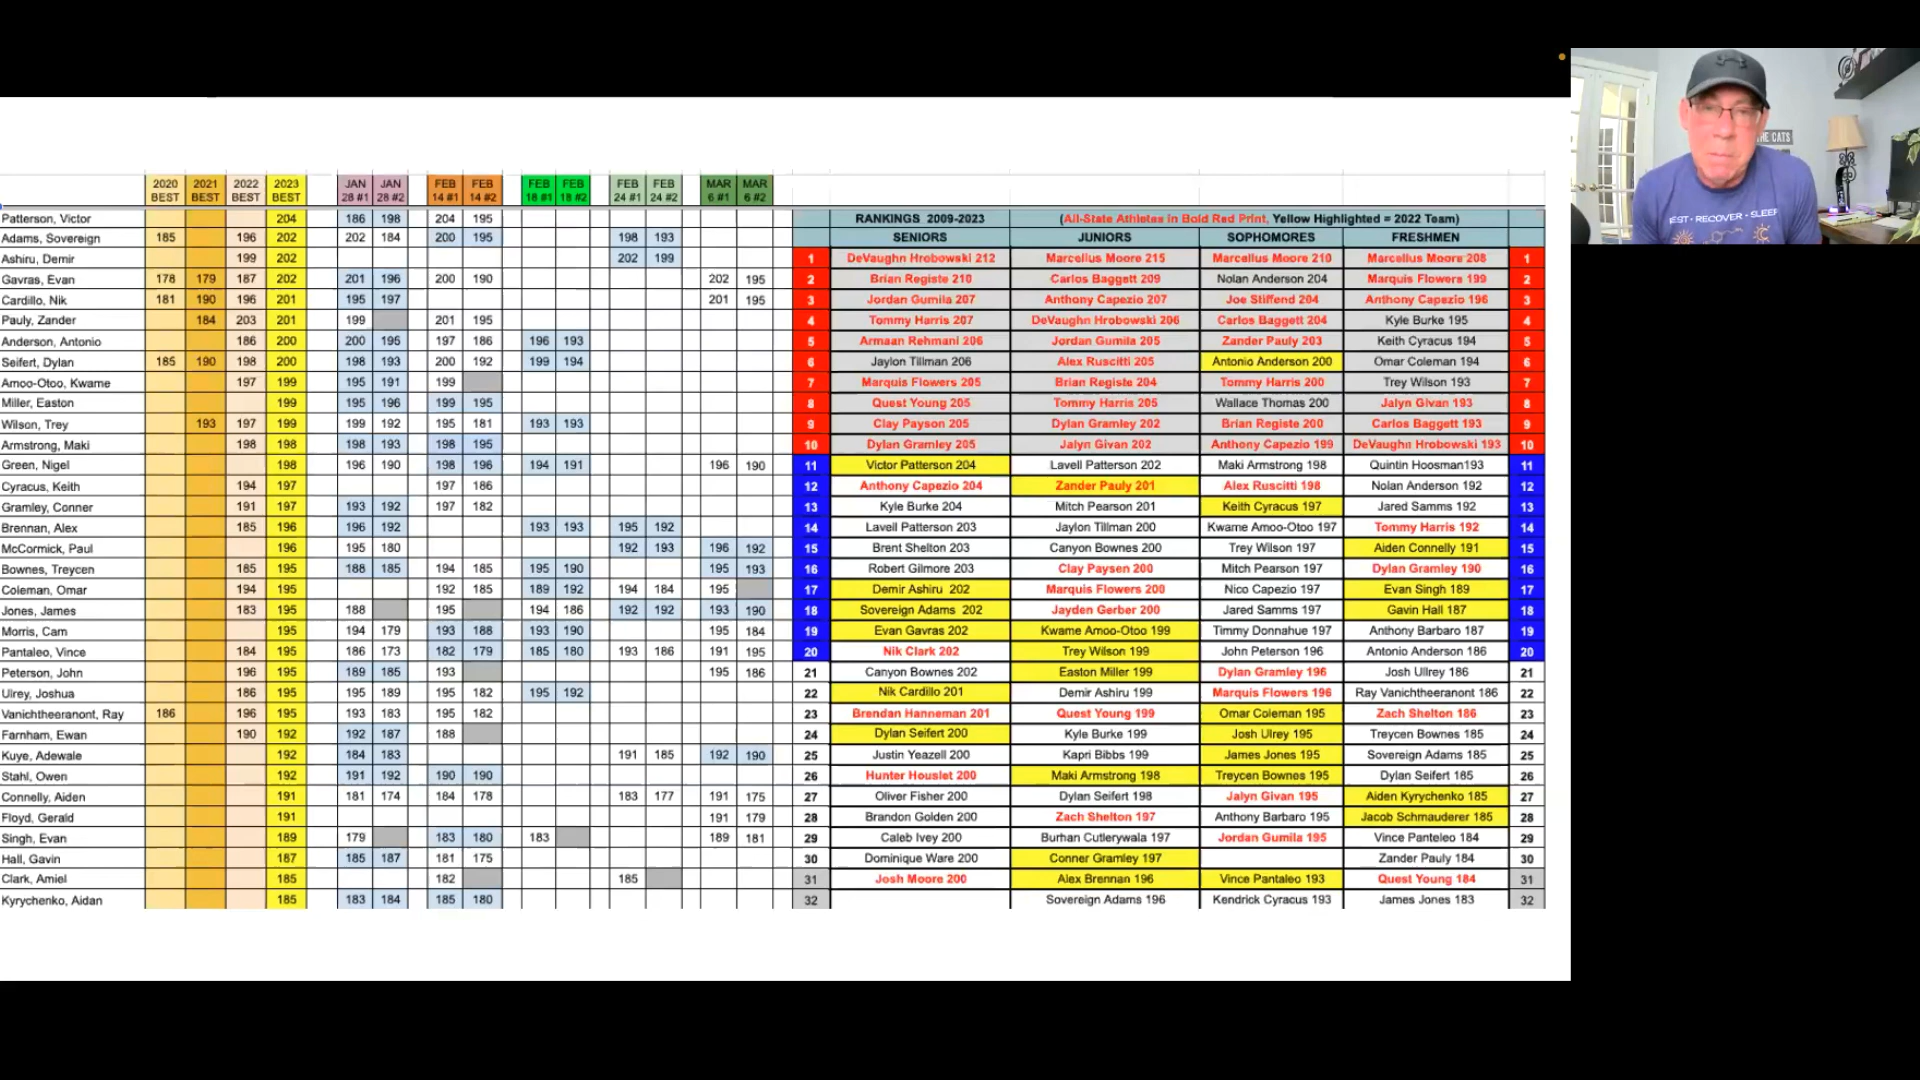 2020 BEST 2021 BEST 2022 BEST 2023 BEST JAN 28 #1 JAN 28 #2 FEB 14 #1 FEB 14 #2 FEB 18 #1 FEB 18 #2 FEB 24 #1 FEB 24 #2 MAR 6 #1 MAR 6 #2
Patterson, Victor 204 186 198 204 195 RANKINGS 2009-2023 (All-State Athletes in Bold Red Print, Yellow Highlighted = 2022 Team)
Adams, Sovereign 185 196 202 202 184 200 195 198 193 SENIORS JUNIORS SOPHOMORES FRESHMEN
Ashiru, Demir 199 202 202 199 1 DeVaughn Hrobowski 212 Marcellus Moore 215 Marcellus Moore 210 Marcellus Moore 208 1
Gavras, Evan 178 179 187 202 201 196 200 190 202 195 2 Brian Registe 210 Carlos Baggett 209 Nolan Anderson 204 Marquis Flowers 199 2
Cardillo, Nik 181 190 196 201 195 197 201 195 3 Jordan Gumila 207 Anthony Capezio 207 Joe Stiffend 204 Anthony Capezio 196 3
Pauly, Zander 184 203 201 199 201 195 4 Tommy Harris 207 DeVaughn Hrobowski 206 Carlos Baggett 204 Kyle Burke 195 4
Anderson, Antonio 186 200 200 195 197 186 196 193 5 Armaan Rehmani 206 Jordan Gumila 205 Zander Pauly 203 Keith Cyracus 194 5
Seifert, Dylan 185 190 198 200 198 193 200 192 199 194 6 Jaylon Tillman 206 Alex Ruscitti 205 Antonio Anderson 200 Omar Coleman 194 6
Amoo-Otoo, Kwame 197 199 195 191 199 7 Marquis Flowers 205 Brian Registe 204 Tommy Harris 200 Trey Wilson 193 7
Miller, Easton 199 195 196 199 195 8 Quest Young 205 Tommy Harris 205 Wallace Thomas 200 Jalyn Givan 193 8
Wilson, Trey 193 197 199 199 192 195 181 193 193 9 Clay Payson 205 Dylan Gramley 202 Brian Registe 200 Carlos Baggett 193 9
Armstrong, Maki 198 198 198 193 198 195 10 Dylan Gramley 205 Jalyn Givan 202 Anthony Capezio 199 DeVaughn Hrobowski 193 10
Green, Nigel 198 196 190 198 196 194 191 196 190 11 Victor Patterson 204 Lavell Patterson 202 Maki Armstrong 198 Quintin Hoosman193 11
Cyracus, Keith 194 197 197 186 12 Anthony Capezio 204 Zander Pauly 201 Alex Ruscitti 198 Nolan Anderson 192 12
Gramley, Conner 191 197 193 192 197 182 13 Kyle Burke 204 Mitch Pearson 201 Keith Cyracus 197 Jared Samms 192 13
Brennan, Alex 185 196 196 192 193 193 195 192 14 Lavell Patterson 203 Jaylon Tillman 200 Kwame Amoo-Otoo 197 Tommy Harris 192 14
McCormick, Paul 196 195 180 192 193 196 192 15 Brent Shelton 203 Canyon Bownes 200 Trey Wilson 197 Aiden Connelly 191 15
Bownes, Treycen 185 195 188 185 194 185 195 190 195 193 16 Robert Gilmore 203 Clay Paysen 200 Mitch Pearson 197 Dylan Gramley 190 16
Coleman, Omar 194 195 192 185 189 192 194 184 195 17 Demir Ashiru 202 Marquis Flowers 200 Nico Capezio 197 Evan Singh 189 17
Jones, James 183 195 188 195 194 186 192 192 193 190 18 Sovereign Adams 202 Jayden Gerber 200 Jared Samms 197 Gavin Hall 187 18
Morris, Cam 195 194 179 193 188 193 190 195 184 19 Evan Gavras 202 Kwame Amoo-Otoo 199 Timmy Donnahue 197 Anthony Barbaro 187 19
Pantaleo, Vince 184 195 186 173 182 179 185 180 193 186 191 195 20 Nik Clark 202 Trey Wilson 199 John Peterson 196 Antonio Anderson 186 20
Peterson, John 196 195 189 185 193 195 186 21 Canyon Bownes 202 Easton Miller 199 Dylan Gramley 196 Josh Ullrey 186 21
Ulrey, Joshua 186 195 195 189 195 182 195 192 22 Nik Cardillo 201 Demir Ashiru 199 Marquis Flowers 196 Ray Vanichtheeranont 186 22
Vanichtheeranont, Ray 186 196 195 193 183 195 182 23 Brendan Hanneman 201 Quest Young 199 Omar Coleman 195 Zach Shelton 186 23
Farnham, Ewan 190 192 192 187 188 24 Dylan Seifert 200 Kyle Burke 199 Josh Ulrey 195 Treycen Bownes 185 24
Kuye, Adewale 192 184 183 191 185 192 190 25 Justin Yeazell 200 Kapri Bibbs 199 James Jones 195 Sovereign Adams 185 25
Stahl, Owen 192 191 192 190 190 26 Hunter Houslet 200 Maki Armstrong 198 Treycen Bownes 195 Dylan Seifert 185 26
Connelly, Aiden 191 181 174 184 178 183 177 191 175 27 Oliver Fisher 200 Dylan Seifert 198 Jalyn Givan 195 Aiden Kyrychenko 185 27
Floyd, Gerald 191 191 179 28 Brandon Golden 200 Zach Shelton 197 Anthony Barbaro 195 Jacob Schmauderer 185 28
Singh, Evan 189 179 183 180 183 189 181 29 Caleb Ivey 200 Burhan Cutlerywala 197 Jordan Gumila 195 Vince Panteleo 184 29
Hall, Gavin 187 185 187 181 175 30 Dominique Ware 200 Conner Gramley 197 Zander Pauly 184 30
Clark, Amiel 185 182 185 31 Josh Moore 200 Alex Brennan 196 Vince Pantaleo 193 Quest Young 184 31
Kyrychenko, Aidan 185 183 184 185 180 32 Sovereign Adams 196 Kendrick Cyracus 193 James Jones 183 32
THE CATS
EST • RECOVER • SLEEP